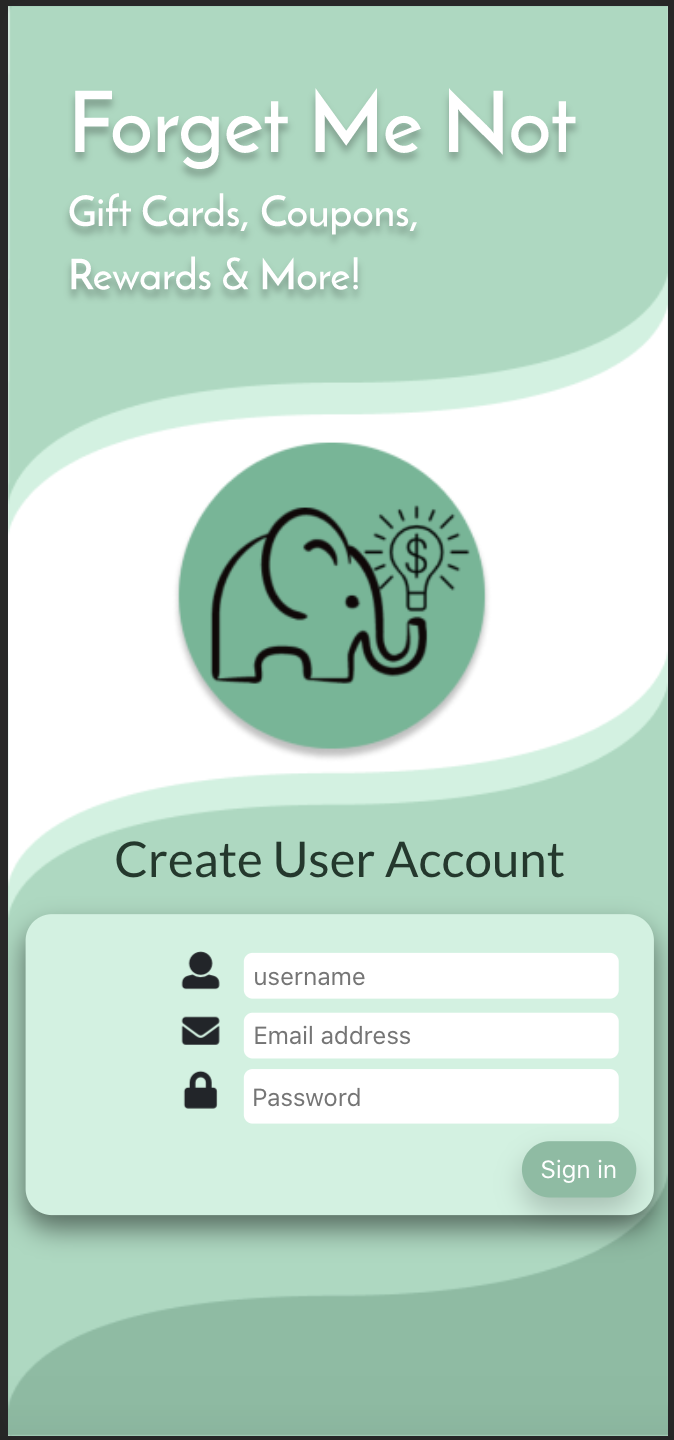 Forget Me Not
Gift Cards, Coupons,
Rewards & More!
$
Create User Account
username
Email address
Password
Sign in